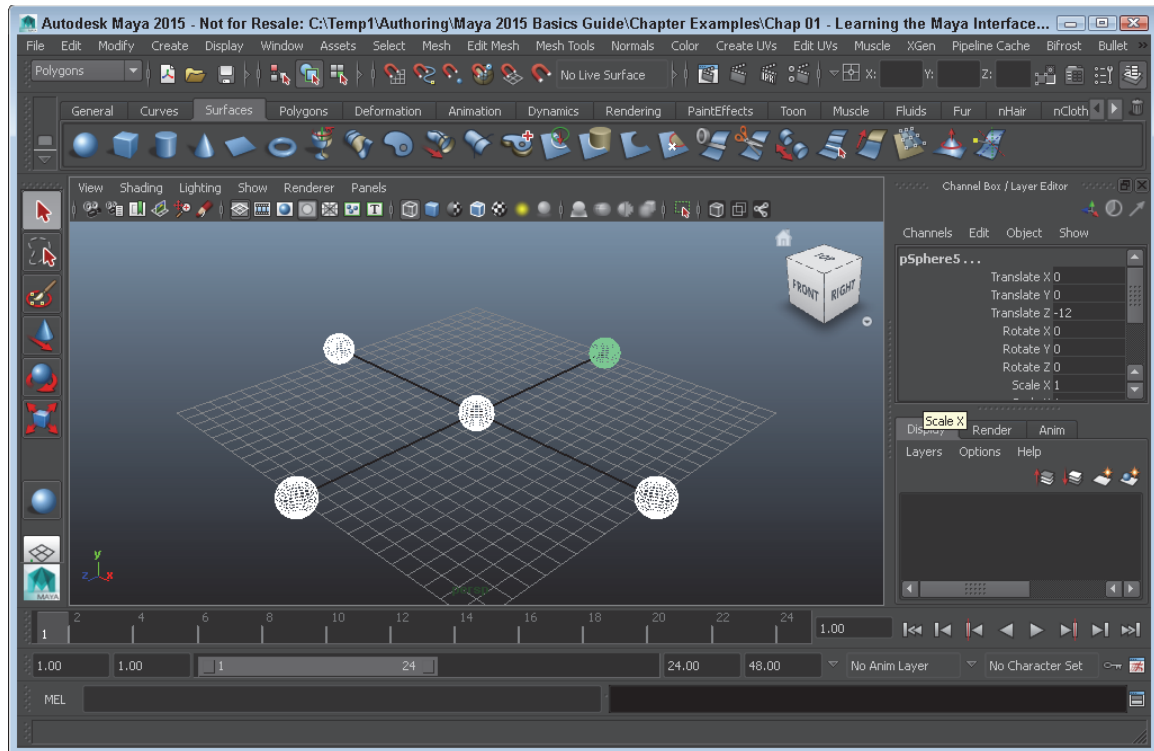 Autodesk Maya 2015 - Not for Resale: C:\Temp1\Authoring\Maya 2015 Basics Guide\Chapter Examples\Chap 01 - Learning the Maya Interface...
File Edit Modify Create Display Window Assets Select Mesh Edit Mesh Mesh Tools Normals Color Create UVs Edit UVs Muscle XGen Pipeline Cache Bifrost Bullet »
Polygons No Live Surface X: Y: Z:
General Curves Surfaces Polygons Deformation Animation Dynamics Rendering PaintEffects Toon Muscle Fluids Fur nHair nCloth
View Shading Lighting Show Renderer Panels
Channel Box / Layer Editor
Channels Edit Object Show
pSphere5...
Translate X 0
Translate Y 0
Translate Z -12
Rotate X 0
Rotate Y 0
Rotate Z 0
Scale X 1
TOP
FRONT RIGHT
Scale X
Display Render Anim
Layers Options Help
y
z x
persp
MAYA
1 2 4 6 8 10 12 14 16 18 20 22 24 1.00
1.00 1.00 1 24 24.00 48.00 No Anim Layer No Character Set
MEL